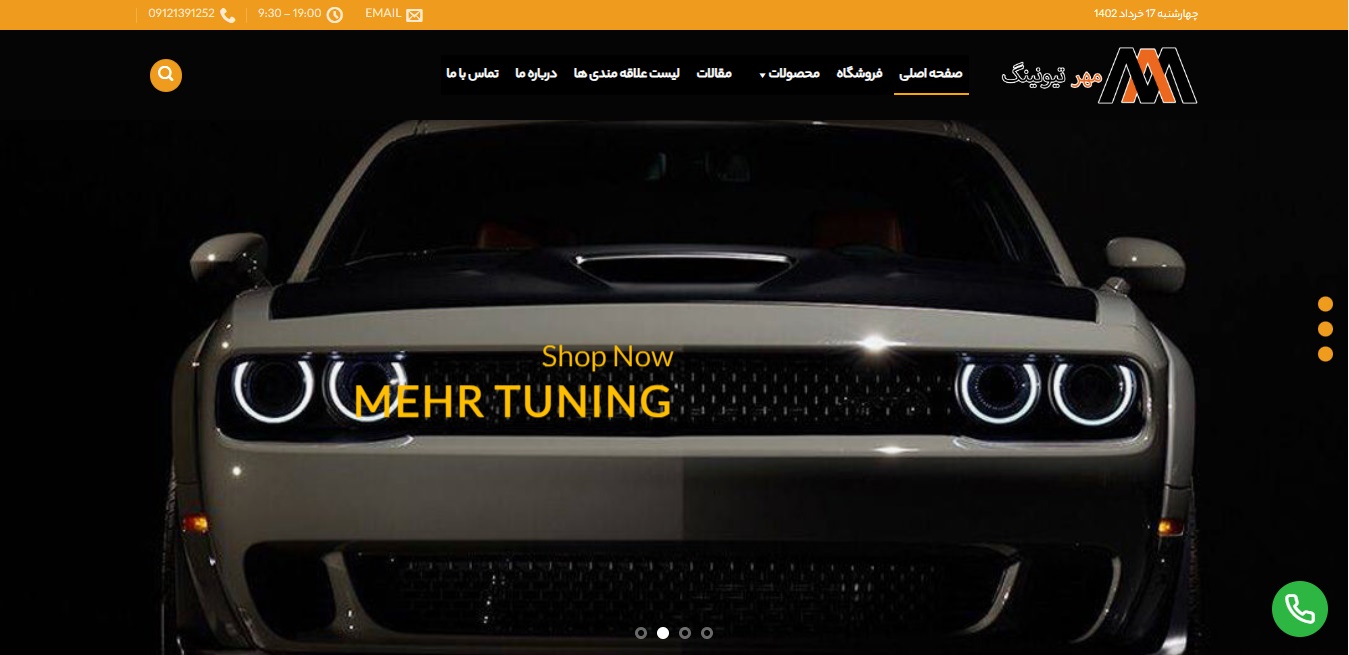 چهارشنبه 17 خرداد 1402
EMAIL
9:30 – 19:00
09121391252
مهر تیونینگ
صفحه اصلی
محصولات
فروشگاه
مقالات
لیست علاقه مندی ها
درباره ما
تماس با ما
Shop Now
MEHR TUNING